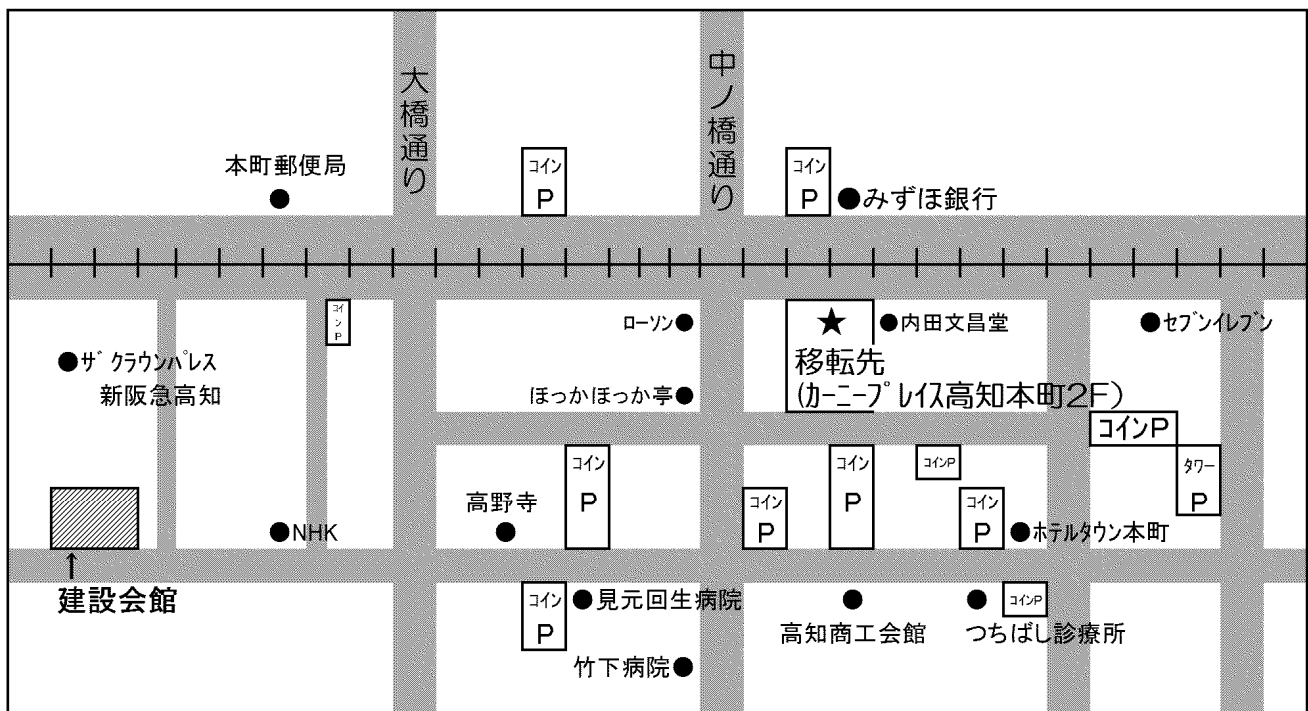 大橋通り
中ノ橋通り
本町郵便局
コイン
P
コイン
P
みずほ銀行
コイン
P
ローソン
★
内田文昌堂
セブンイレブン
ザ クラウンパレス
新阪急高知
移転先
(カーニープレイス高知本町2F)
ほっかほっか亭
コインP
コイン
P
コイン
P
コインP
タワー
P
高野寺
コイン
P
コイン
P
NHK
ホテルタウン本町
↑
建設会館
コイン
P
見元回生病院
コインP
高知商工会館
つちばし診療所
竹下病院